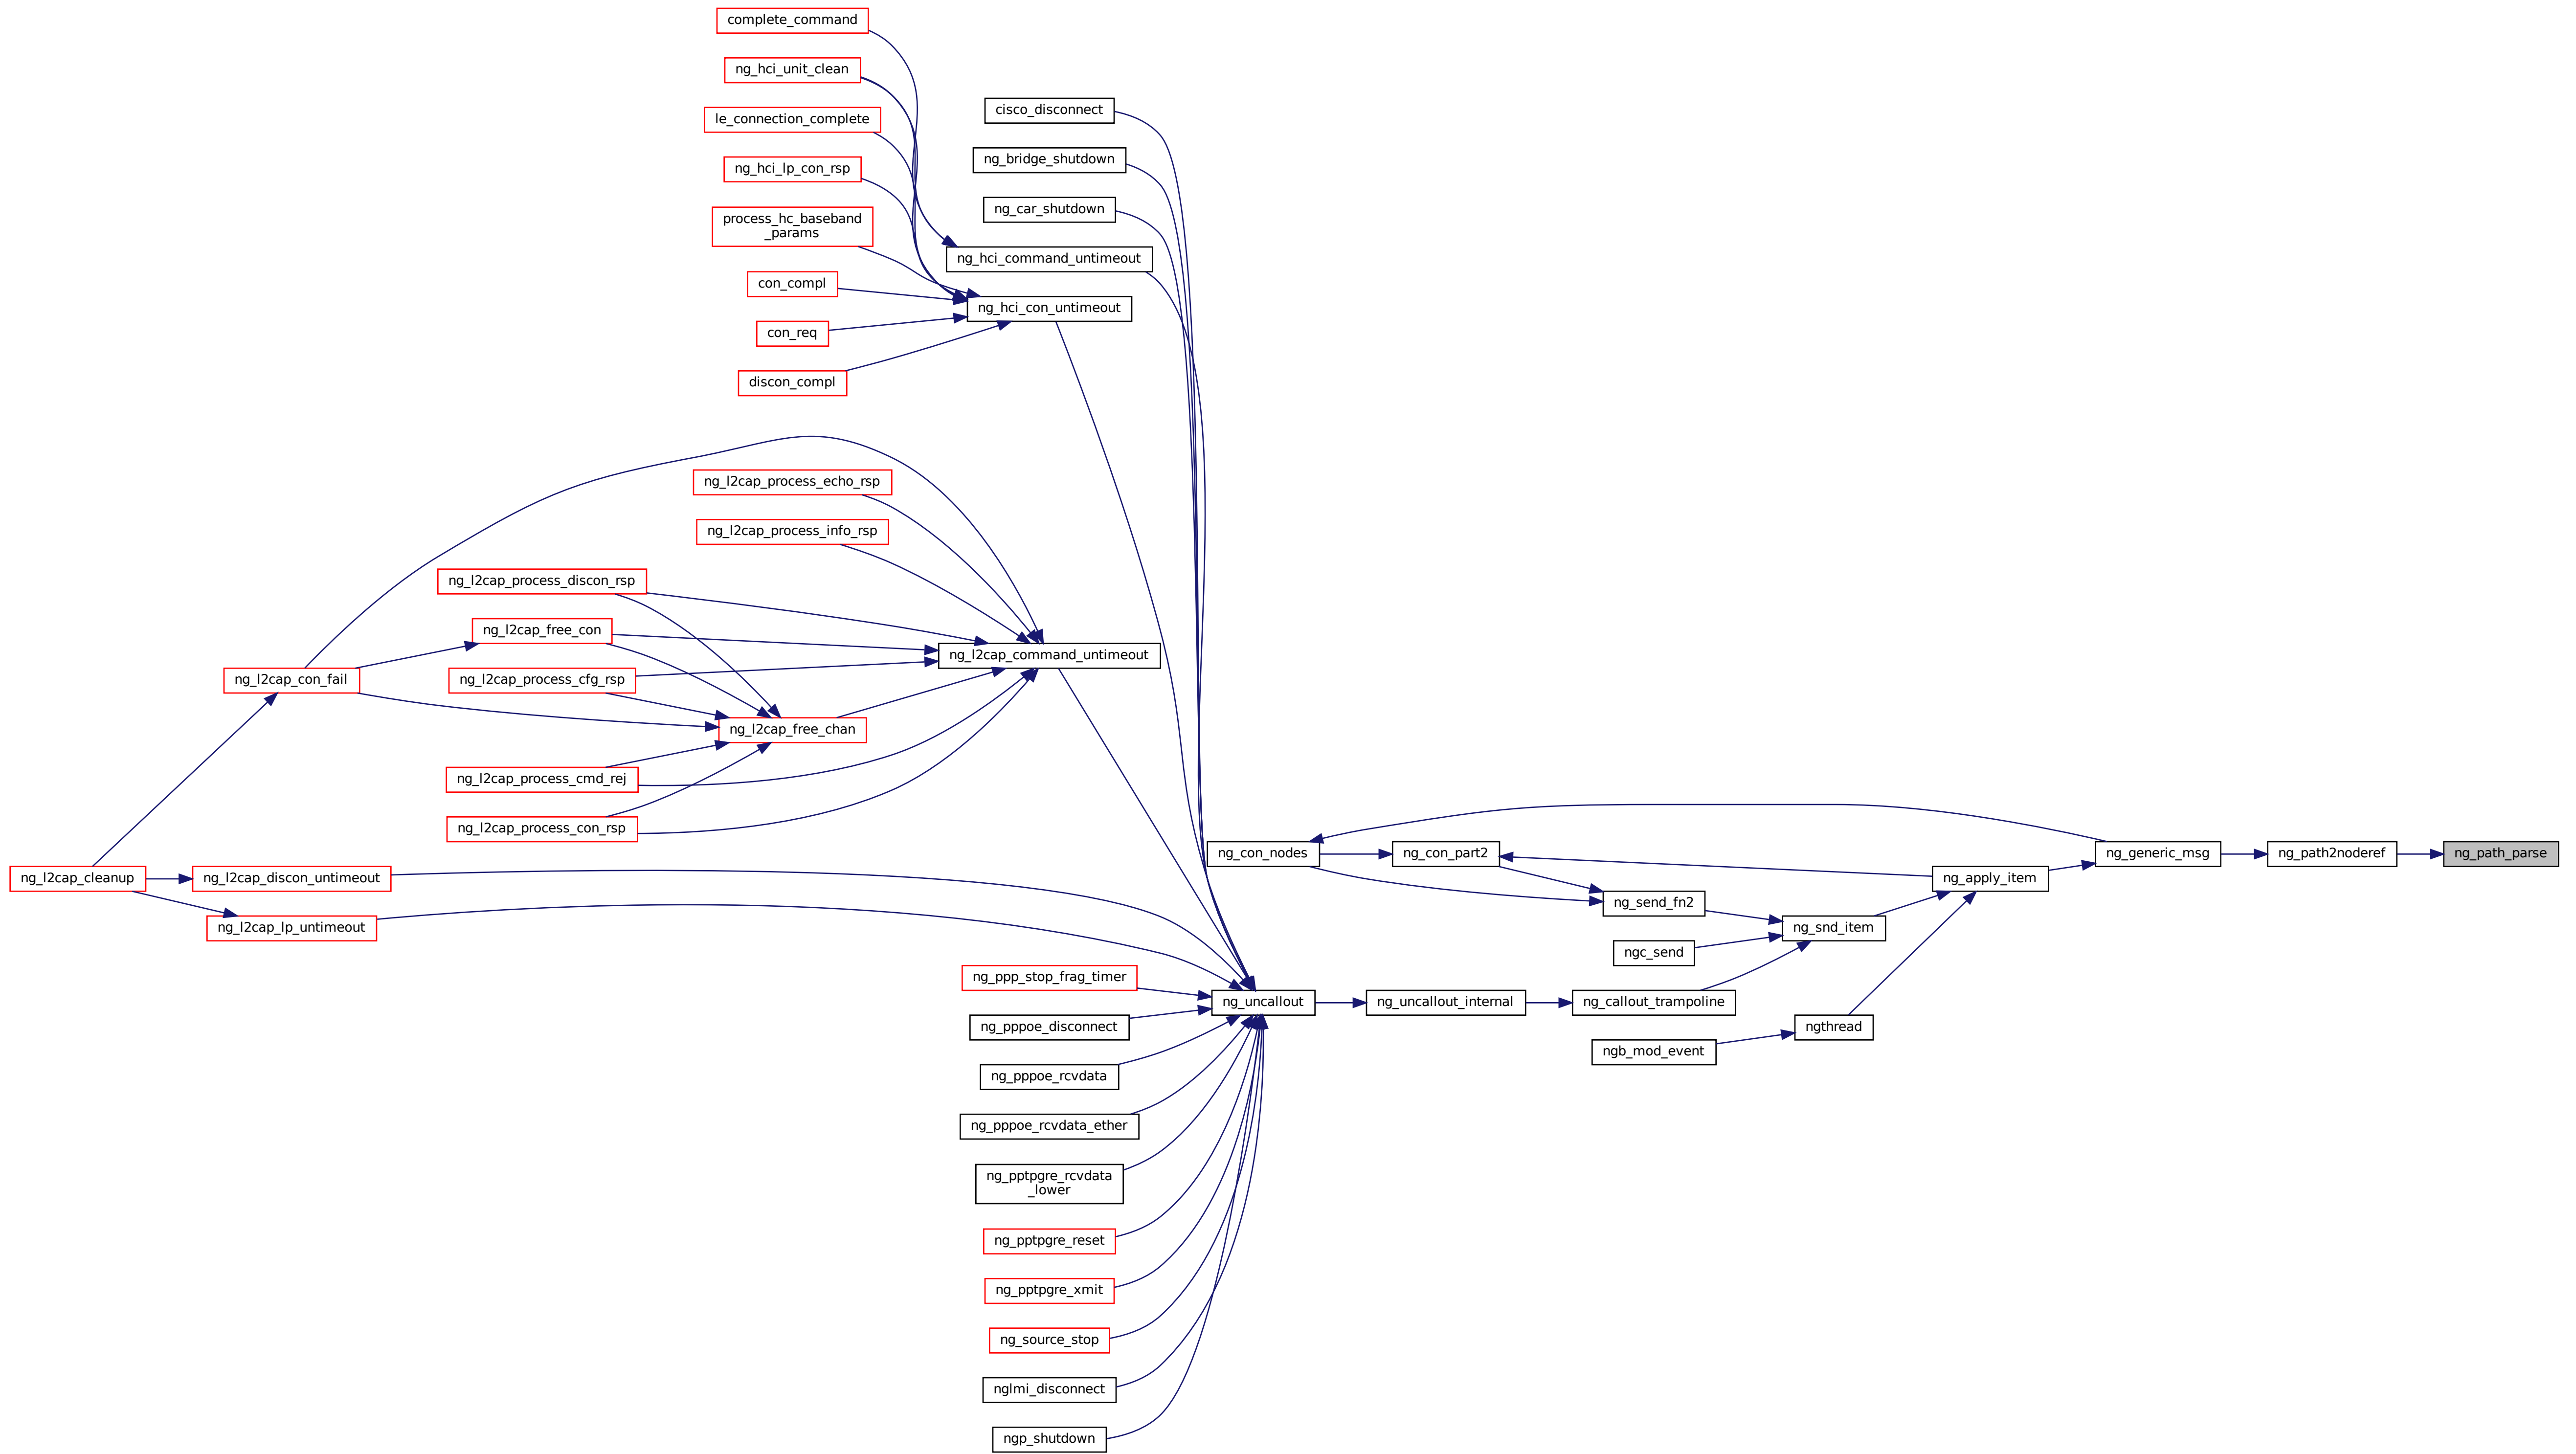 complete_command
ng_hci_unit_clean
le_connection_complete
ng_hci_lp_con_rsp
process_hc_baseband
_params
con_compl
con_req
discon_compl
cisco_disconnect
ng_bridge_shutdown
ng_car_shutdown
ng_hci_command_untimeout
ng_hci_con_untimeout
ng_l2cap_process_echo_rsp
ng_l2cap_process_info_rsp
ng_l2cap_process_discon_rsp
ng_l2cap_free_con
ng_l2cap_command_untimeout
ng_l2cap_con_fail
ng_l2cap_process_cfg_rsp
ng_l2cap_free_chan
ng_l2cap_process_cmd_rej
ng_l2cap_process_con_rsp
ng_l2cap_cleanup
ng_l2cap_discon_untimeout
ng_l2cap_lp_untimeout
ng_con_nodes
ng_con_part2
ng_generic_msg
ng_path2noderef
ng_path_parse
ng_apply_item
ng_send_fn2
ng_snd_item
ngc_send
ng_ppp_stop_frag_timer
ng_uncallout
ng_uncallout_internal
ng_callout_trampoline
ng_pppoe_disconnect
ngthread
ngb_mod_event
ng_pppoe_rcvdata
ng_pppoe_rcvdata_ether
ng_pptpgre_rcvdata
_lower
ng_pptpgre_reset
ng_pptpgre_xmit
ng_source_stop
nglmi_disconnect
ngp_shutdown